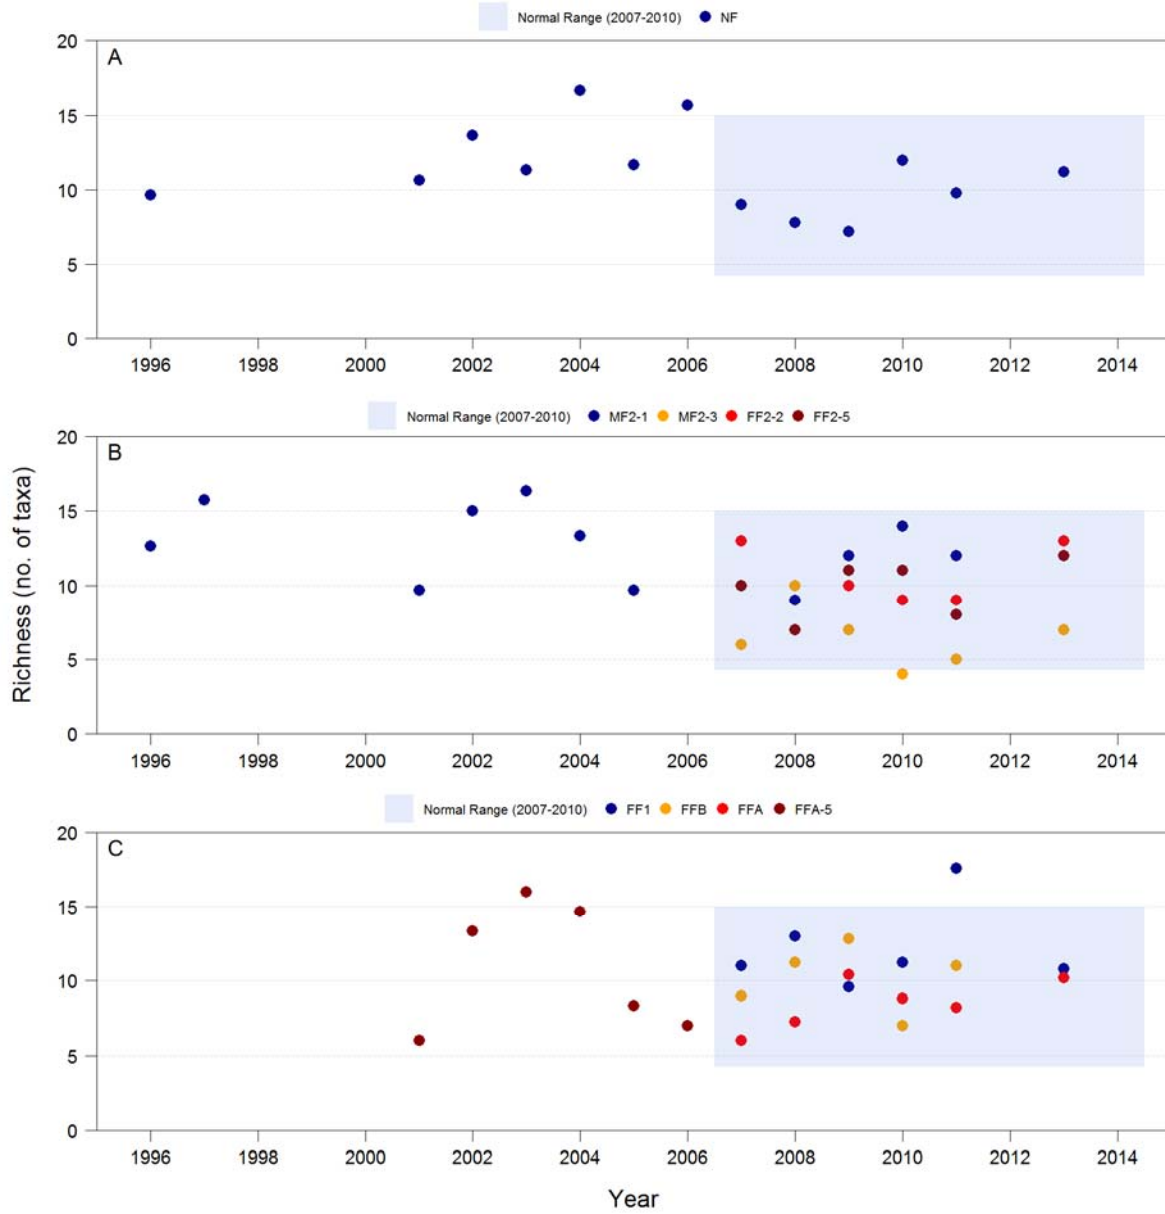 Normal Range (2007-2010) NF
A
20
15
10
5
0
1996 1998 2000 2002 2004 2006 2008 2010 2012 2014
Normal Range (2007-2010) MF2-1 MF2-3 FF2-2 FF2-5
B
20
15
10
5
0
1996 1998 2000 2002 2004 2006 2008 2010 2012 2014
Richness (no. of taxa)
Normal Range (2007-2010) FF1 FFB FFA FFA-5
C
20
15
10
5
0
1996 1998 2000 2002 2004 2006 2008 2010 2012 2014
Year